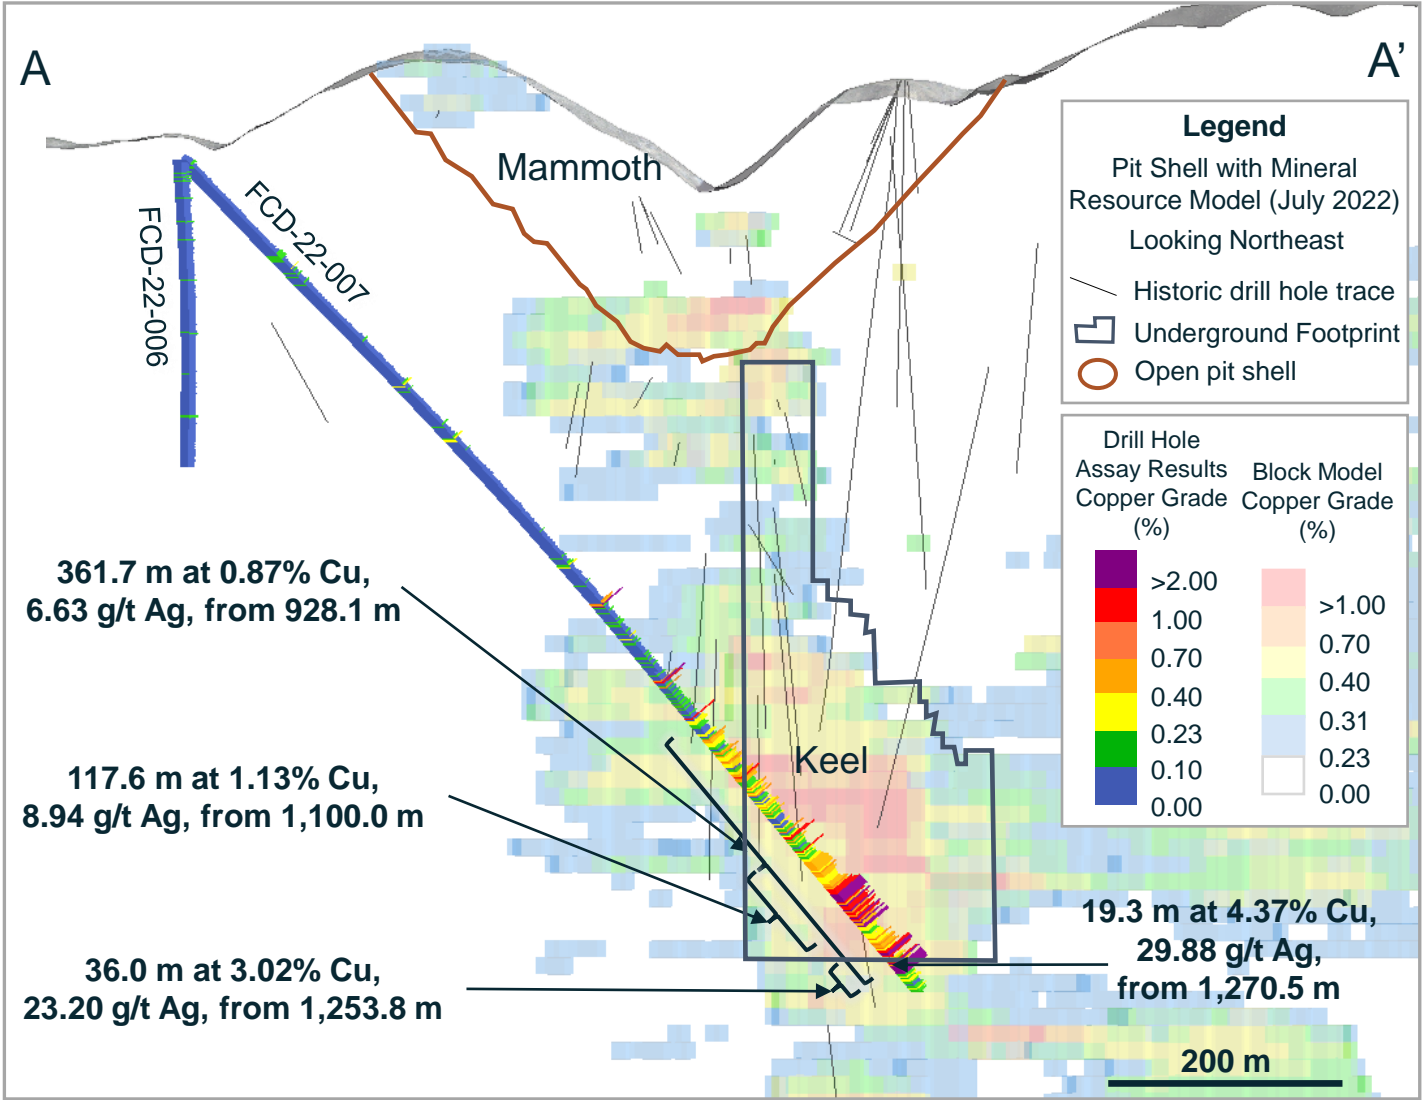 A
A’
Mammoth
FCD-22-006
FCD-22-007
Keel
361.7 m at 0.87% Cu,
6.63 g/t Ag, from 928.1 m
117.6 m at 1.13% Cu,
8.94 g/t Ag, from 1,100.0 m
36.0 m at 3.02% Cu,
23.20 g/t Ag, from 1,253.8 m
19.3 m at 4.37% Cu,
29.88 g/t Ag,
from 1,270.5 m
200 m
Legend
Pit Shell with Mineral
Resource Model (July 2022)
Looking Northeast
Historic drill hole trace
Underground Footprint
Open pit shell
Drill Hole
Assay Results
Copper Grade
(%)
>2.00
1.00
0.70
0.40
0.23
0.10
0.00
Block Model
Copper Grade
(%)
>1.00
0.70
0.40
0.31
0.23
0.00